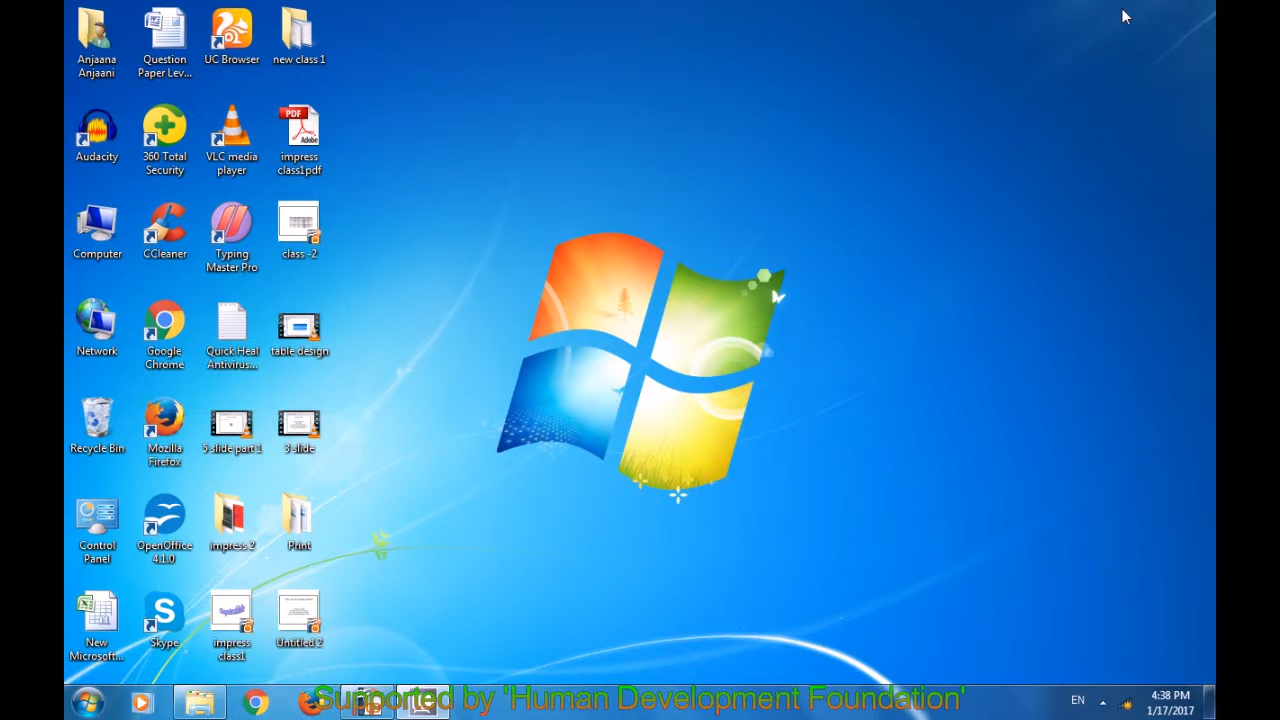 Anjaana
Anjaani
Question
Paper Lev...
UC Browser
new class 1
Audacity
360 Total
Security
VLC media
player
PDF
Adobe
impress
class1pdf
Computer
CCleaner
Typing
Master Pro
class -2
Network
Google
Chrome
Quick Heal
Antivirus...
table design
Recycle Bin
Mozilla
Firefox
5 slide part 1
3 slide
Control
Panel
OpenOffice
4.1.0
impress 2
Print
New
Microsoft...
Skype
impress
class1
Untitled 2
Supported by 'Human Development Foundation'
EN
4:38 PM
1/17/2017